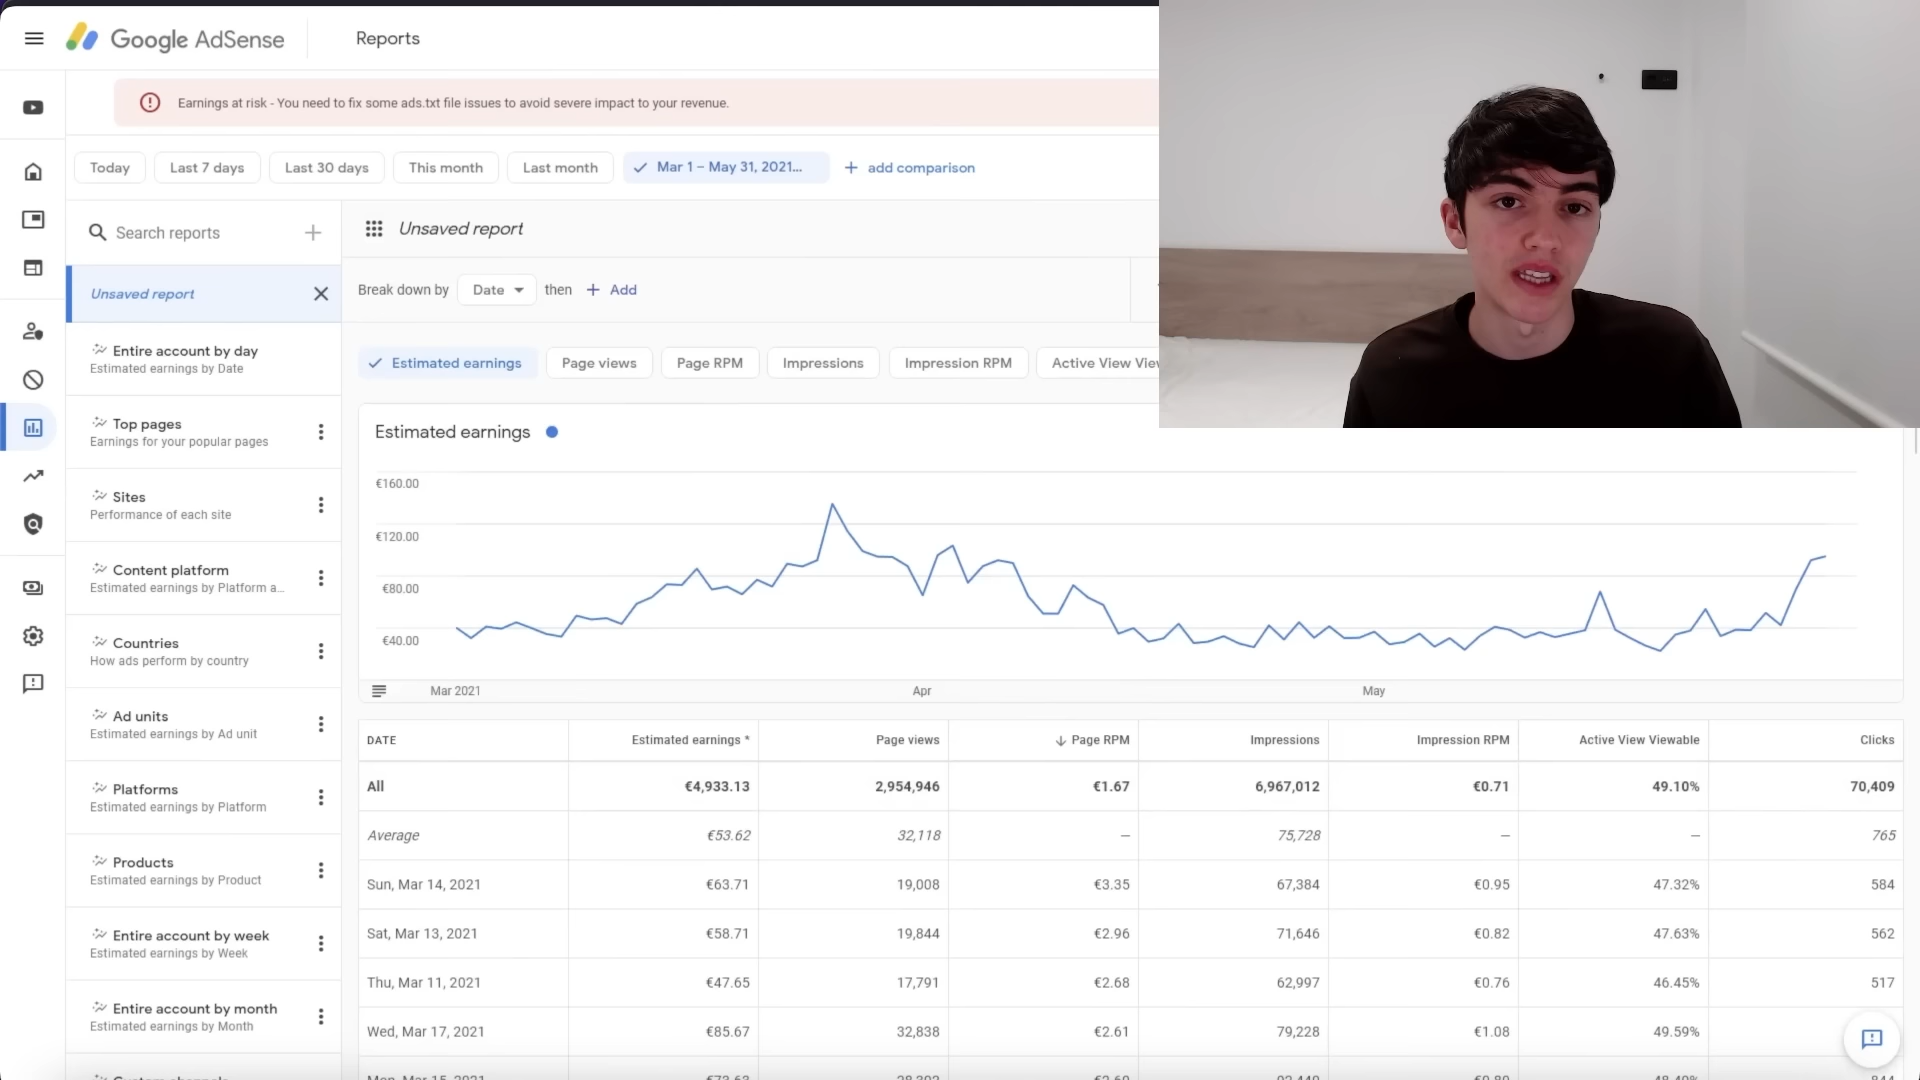 Google AdSense
Reports
Earnings at risk - You need to fix some ads.txt file issues to avoid severe impact to your revenue.
Today
Last 7 days
Last 30 days
This month
Last month
Mar 1 – May 31, 2021...
+ add comparison
Search reports
Unsaved report
Unsaved report
Break down by Date then + Add
Entire account by day
Estimated earnings by Date
Top pages
Earnings for your popular pages
Sites
Performance of each site
Content platform
Estimated earnings by Platform a...
Countries
How ads perform by country
Ad units
Estimated earnings by Ad unit
Platforms
Estimated earnings by Platform
Products
Estimated earnings by Product
Entire account by week
Estimated earnings by Week
Entire account by month
Estimated earnings by Month
Estimated earnings
Page views
Page RPM
Impressions
Impression RPM
Active View Vie
Estimated earnings
€160.00
€120.00
€80.00
€40.00
Mar 2021 Apr May
DATE Estimated earnings * Page views Page RPM Impressions Impression RPM Active View Viewable Clicks
All €4,933.13 2,954,946 €1.67 6,967,012 €0.71 49.10% 70,409
Average €53.62 32,118 — 75,728 — — 765
Sun, Mar 14, 2021 €63.71 19,008 €3.35 67,384 €0.95 47.32% 584
Sat, Mar 13, 2021 €58.71 19,844 €2.96 71,646 €0.82 47.63% 562
Thu, Mar 11, 2021 €47.65 17,791 €2.68 62,997 €0.76 46.45% 517
Wed, Mar 17, 2021 €85.67 32,838 €2.61 79,228 €1.08 49.59% 571